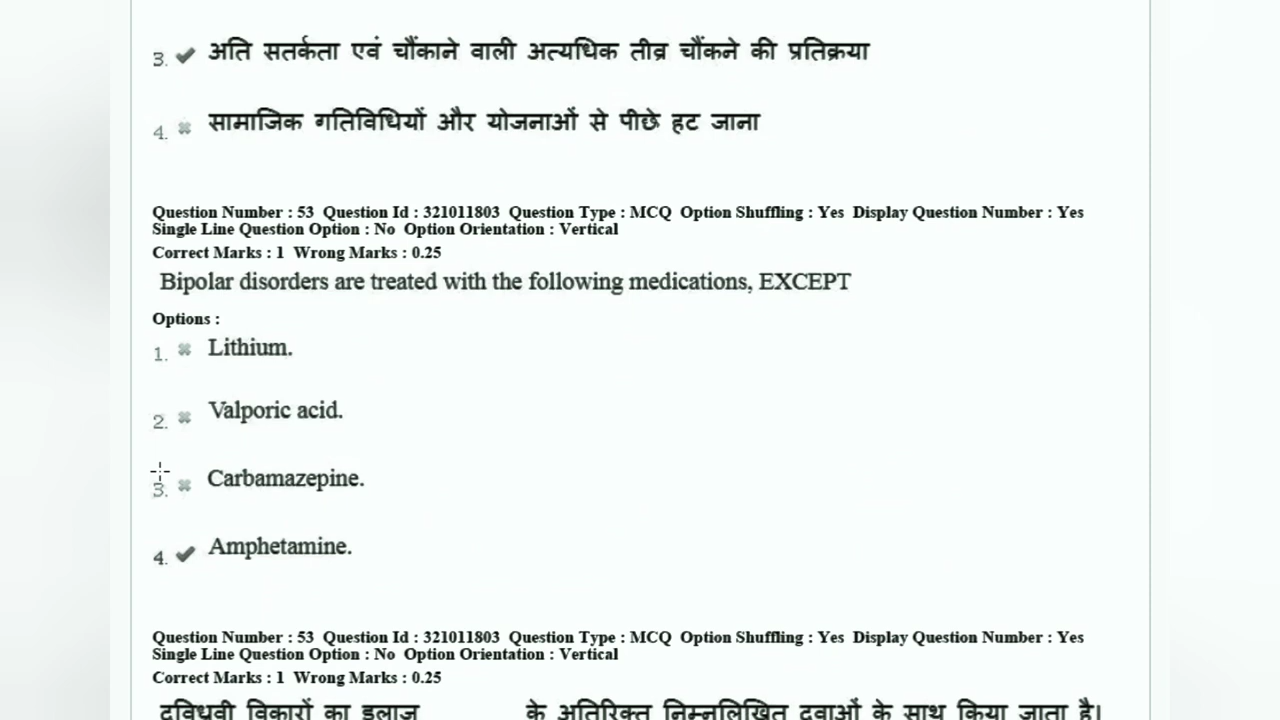 3. अति सतर्कता एवं चौंकाने वाली अत्यधिक तीव्र चौंकने की प्रतिक्रया
4. सामाजिक गतिविधियों और योजनाओं से पीछे हट जाना
Question Number : 53 Question Id : 321011803 Question Type : MCQ Option Shuffling : Yes Display Question Number : Yes
Single Line Question Option : No Option Orientation : Vertical
Correct Marks : 1 Wrong Marks : 0.25
Bipolar disorders are treated with the following medications, EXCEPT
Options :
1. Lithium.
2. Valporic acid.
3. Carbamazepine.
4. Amphetamine.
Question Number : 53 Question Id : 321011803 Question Type : MCQ Option Shuffling : Yes Display Question Number : Yes
Single Line Question Option : No Option Orientation : Vertical
Correct Marks : 1 Wrong Marks : 0.25
दविध्रुवी विकारों का इलाज के अतिरिक्त निम्नलिखित दवाओं के साथ किया जाता है।